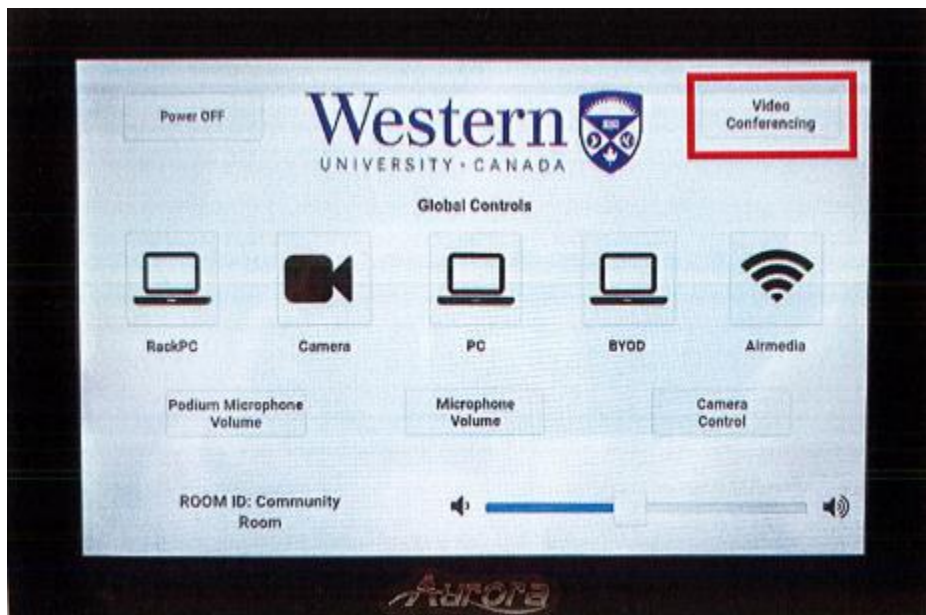 Power OFF
Western
UNIVERSITY · CANADA
Video
Conferencing
Global Controls
RackPC
Camera
PC
BYOD
Airmedia
Podium Microphone
Volume
Microphone
Volume
Camera
Control
ROOM ID: Community
Room
Aurora